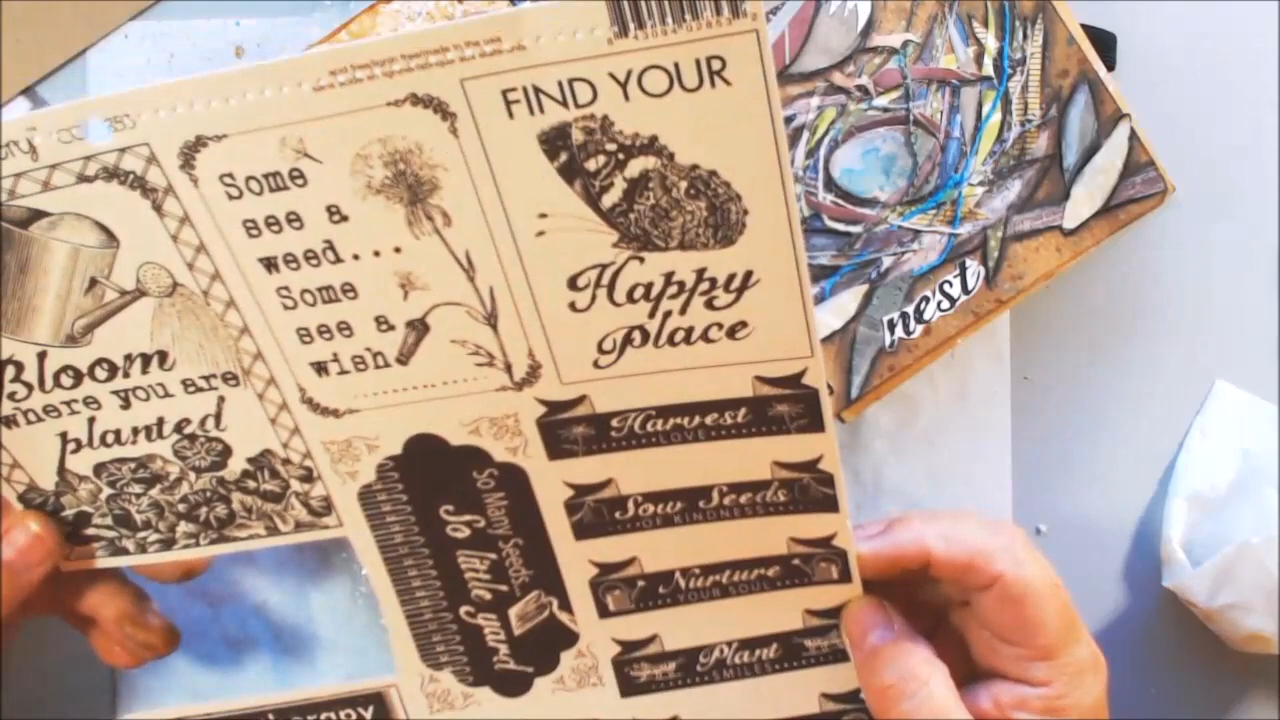 FIND YOUR
Happy
Place
Some
see a
weed...
Some
see a
wish
Bloom
where you are
planted
Harvest
LOVE
So Many Seeds...
So little yard
Sow Seeds
OF KINDNESS
Nurture
YOUR SOUL
Plant
SMILES
nest